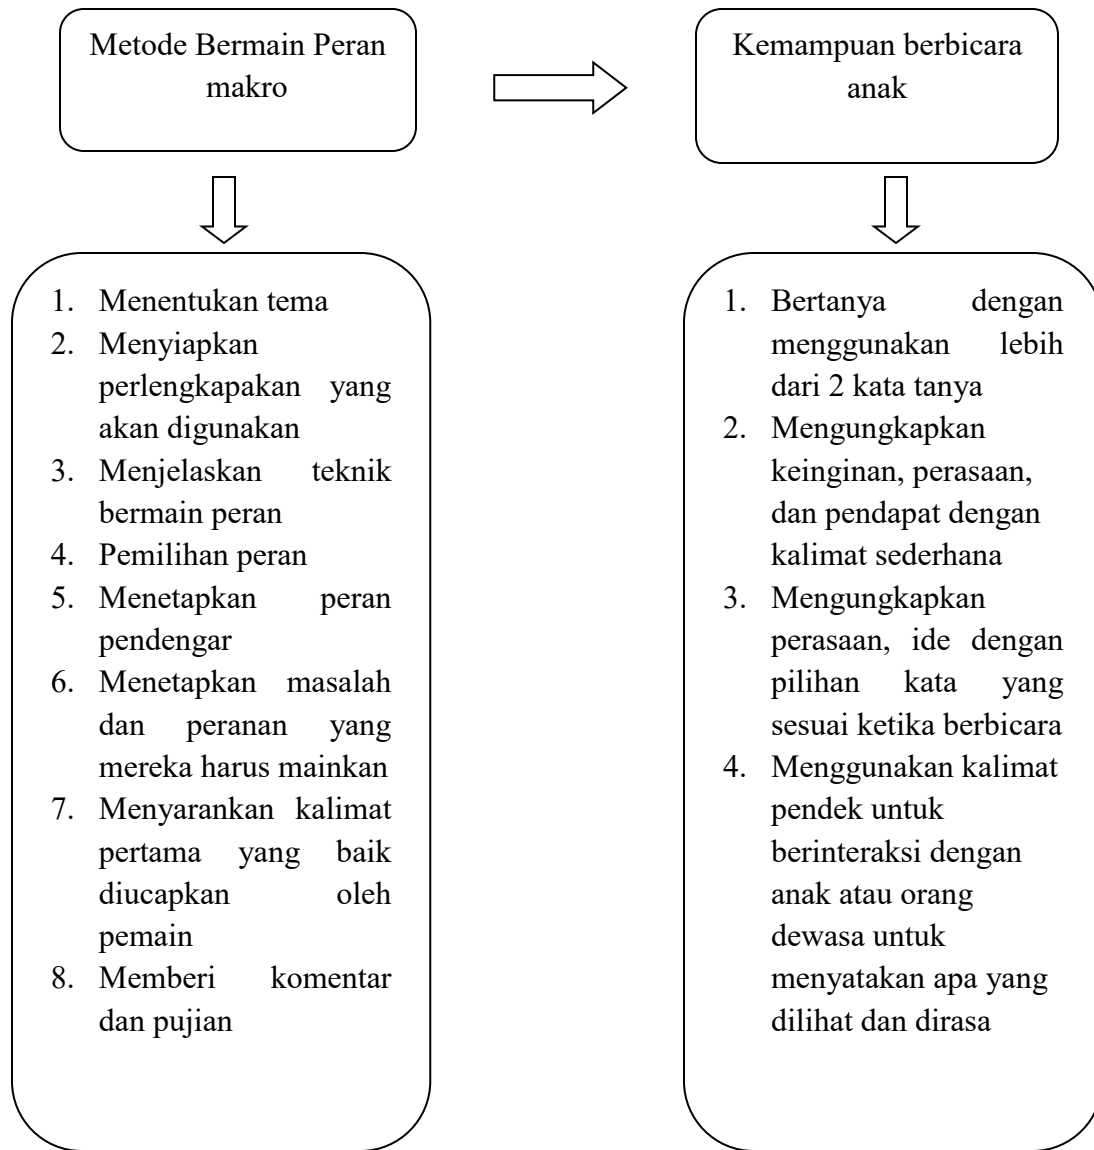 Metode Bermain Peran
makro
Kemampuan berbicara
anak
1. Menentukan tema
2. Menyiapkan
perlengkapakan yang
akan digunakan
3. Menjelaskan teknik
bermain peran
4. Pemilihan peran
5. Menetapkan peran
pendengar
6. Menetapkan masalah
dan peranan yang
mereka harus mainkan
7. Menyarankan kalimat
pertama yang baik
diucapkan oleh
pemain
8. Memberi komentar
dan pujian
1. Bertanya dengan
menggunakan lebih
dari 2 kata tanya
2. Mengungkapkan
keinginan, perasaan,
dan pendapat dengan
kalimat sederhana
3. Mengungkapkan
perasaan, ide dengan
pilihan kata yang
sesuai ketika berbicara
4. Menggunakan kalimat
pendek untuk
berinteraksi dengan
anak atau orang
dewasa untuk
menyatakan apa yang
dilihat dan dirasa